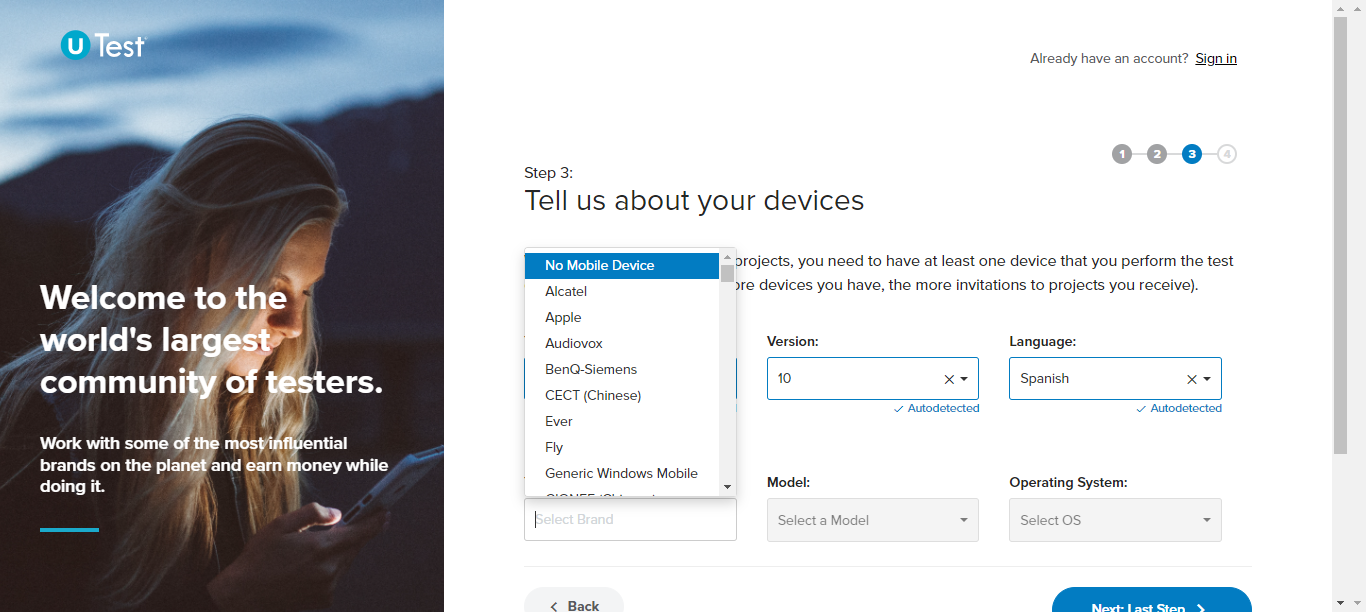 U Test
Already have an account? Sign in
1 2 3 4
Step 3:
Tell us about your devices
projects, you need to have at least one device that you perform the test
ore devices you have, the more invitations to projects you receive).
No Mobile Device
Alcatel
Apple
Audiovox
BenQ-Siemens
CECT (Chinese)
Ever
Fly
Generic Windows Mobile
Version:
10
Autodetected
Language:
Spanish
Autodetected
Select Brand
Model:
Select a Model
Operating System:
Select OS
Back
Next: Last Step
Welcome to the
world's largest
community of testers.
Work with some of the most influential
brands on the planet and earn money while
doing it.